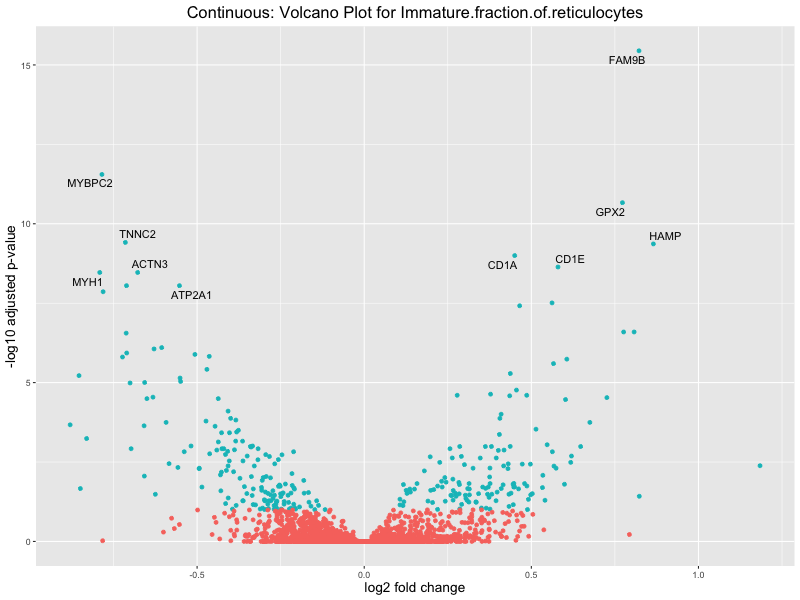 Continuous: Volcano Plot for Immature.fraction.of.reticulocytes
FAM9B
MYBPC2
GPX2
TNNC2
HAMP
ACTN3
CD1A
CD1E
MYH1
ATP2A1
15
10
5
0
-log10 adjusted p-value
-0.5
0.0
0.5
1.0
log2 fold change